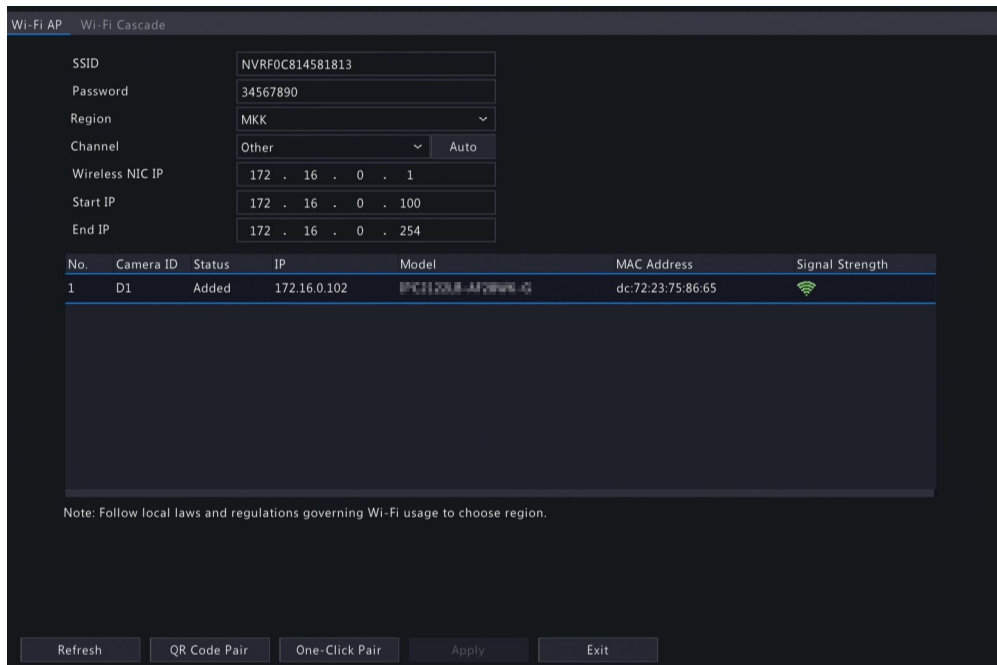 Wi-Fi AP Wi-Fi Cascade
SSID NVRF0C814581813
Password 34567890
Region MKK
Channel Other Auto
Wireless NIC IP 172 . 16 . 0 . 1
Start IP 172 . 16 . 0 . 100
End IP 172 . 16 . 0 . 254
No. Camera ID Status IP Model MAC Address Signal Strength
1 D1 Added 172.16.0.102 dc:72:23:75:86:65
Note: Follow local laws and regulations governing Wi-Fi usage to choose region.
Refresh QR Code Pair One-Click Pair Apply Exit